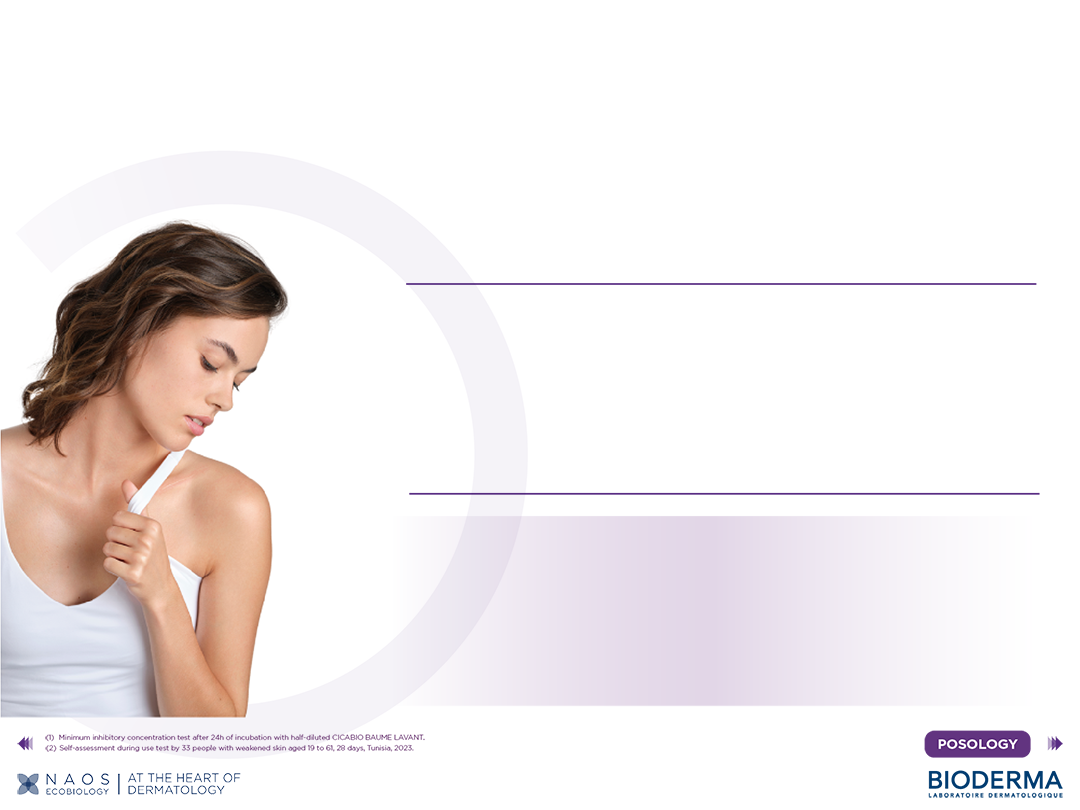 (1) Minimum inhibitory concentration test after 24h of incubation with half-diluted CICABIO BAUME LAVANT.
(2) Self-assessment during use test by 33 people with weakened skin aged 19 to 61, 28 days, Tunisia, 2023.
POSOLOGY
NAOS
ECOBIOLOGY
AT THE HEART OF
DERMATOLOGY
BIODERMA
LABORATOIRE DERMATOLOGIQUE